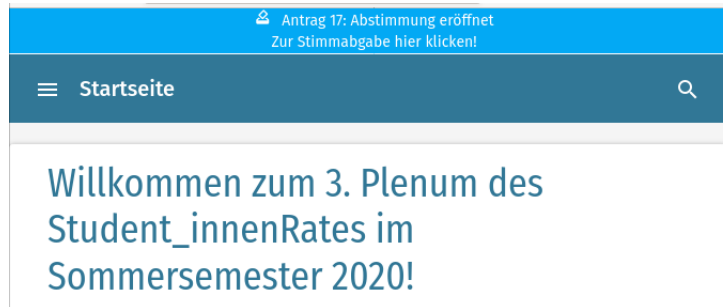 Antrag 17: Abstimmung eröffnet
Zur Stimmabgabe hier klicken!
Startseite
Willkommen zum 3. Plenum des
Student_innenRates im
Sommersemester 2020!